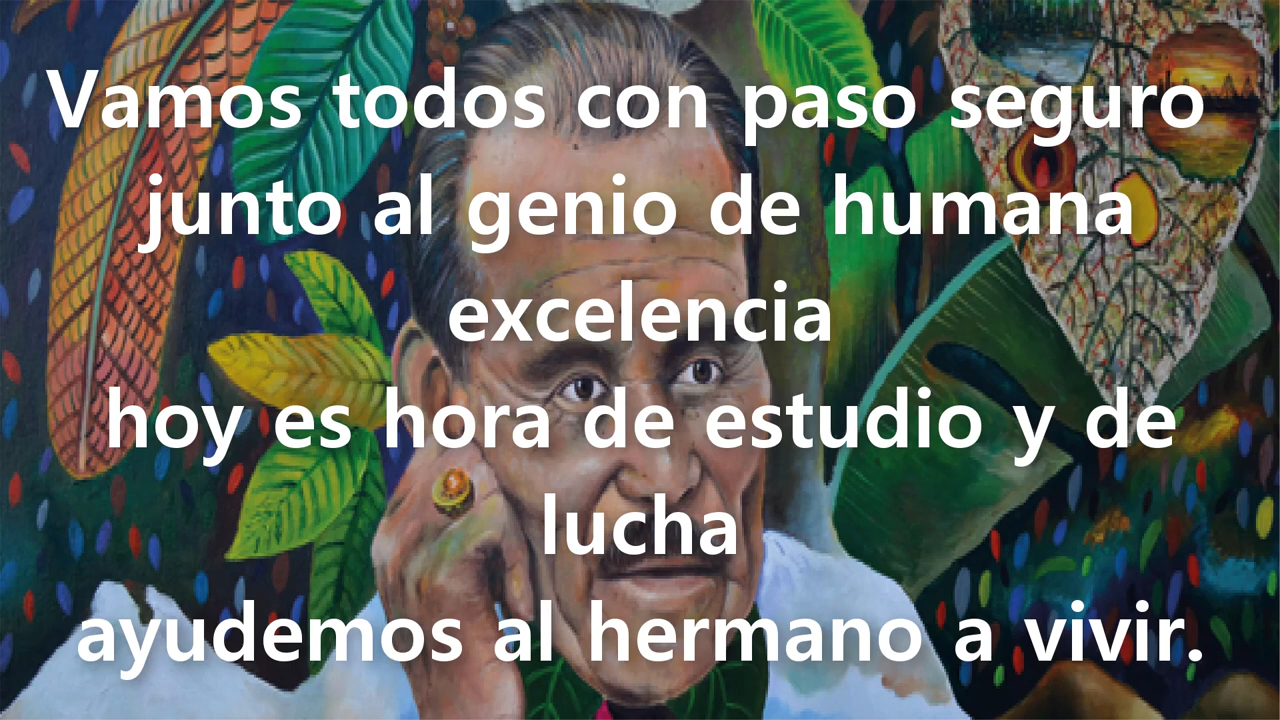 Vamos todos con paso seguro
junto al genio de humana
excelencia
hoy es hora de estudio y de
lucha
ayudemos al hermano a vivir.